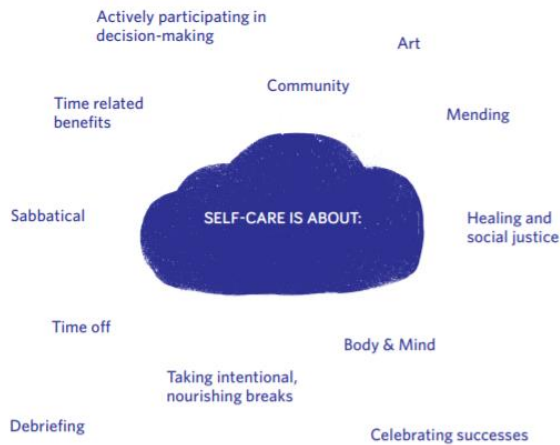 Actively participating in
decision-making
Art
Community
Time related
benefits
Mending
Sabbatical
SELF-CARE IS ABOUT:
Healing and
social justice
Time off
Body & Mind
Taking intentional,
nourishing breaks
Debriefing
Celebrating successes